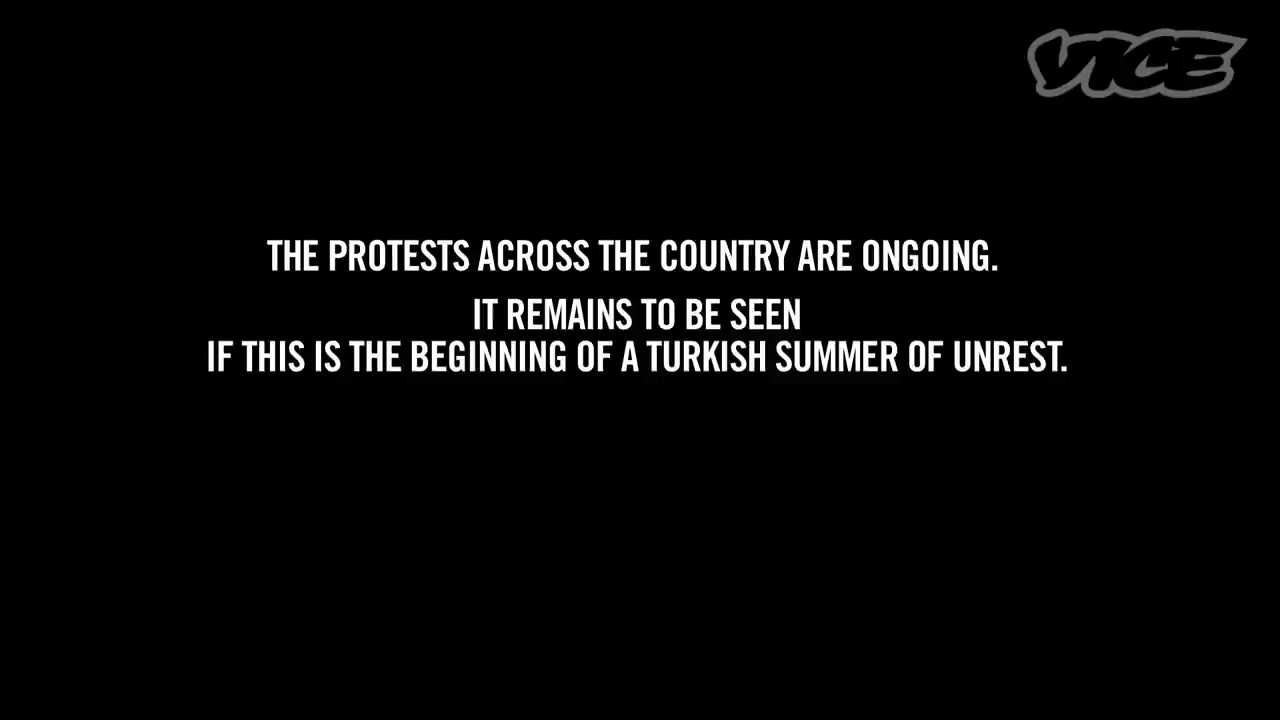 VICE
THE PROTESTS ACROSS THE COUNTRY ARE ONGOING.
IT REMAINS TO BE SEEN
IF THIS IS THE BEGINNING OF A TURKISH SUMMER OF UNREST.